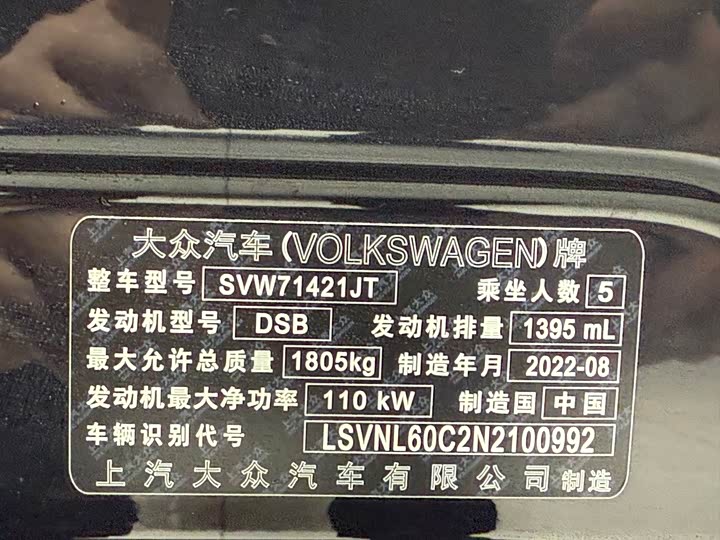 大众汽车(VOLKSWAGEN)牌
整车型号 SVW71421JT 乘坐人数 5
发动机型号 DSB 发动机排量 1395 mL
最大允许总质量 1805kg 制造年月 2022-08
发动机最大净功率 110 kW 制造国 中国
车辆识别代号 LSVNL60C2N2100992
上汽大众汽车有限公司 制造